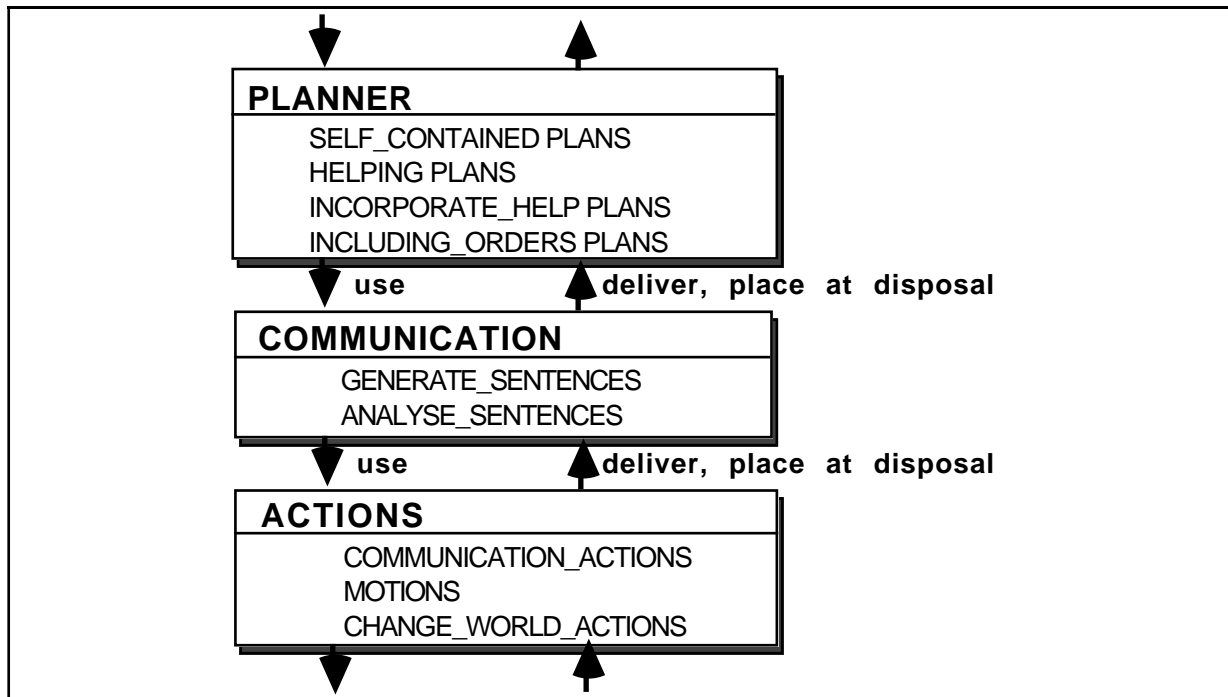 PLANNER
SELF_CONTAINED PLANS
HELPING PLANS
INCORPORATE_HELP PLANS
INCLUDING_ORDERS PLANS
use deliver, place at disposal
COMMUNICATION
GENERATE_SENTENCES
ANALYSE_SENTENCES
use deliver, place at disposal
ACTIONS
COMMUNICATION_ACTIONS
MOTIONS
CHANGE_WORLD_ACTIONS